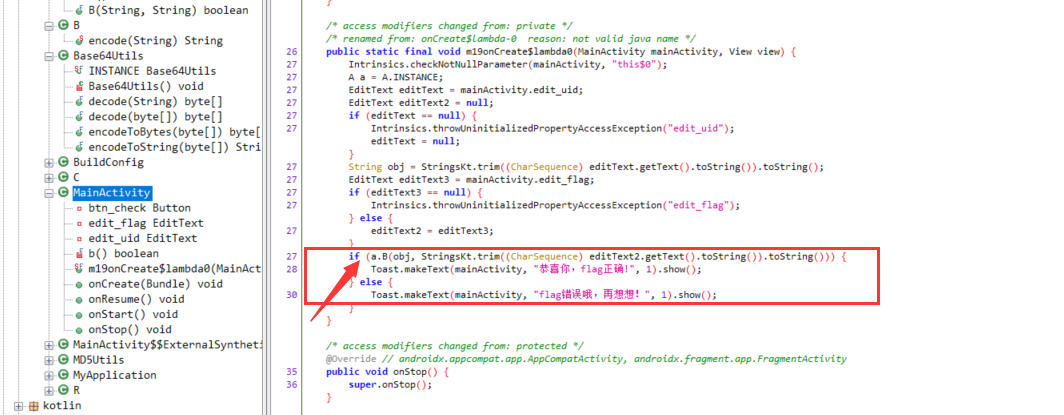 B(String, String) boolean
B
encode(String) String
Base64Utils
INSTANCE Base64Utils
Base64Utils() void
decode(String) byte[]
decode(byte[]) byte[]
encodeToBytes(byte[]) byte[
encodeToString(byte[]) Stri
BuildConfig
C
MainActivity
btn_check Button
edit_flag EditText
edit_uid EditText
b() boolean
m19onCreate$lambda0(MainAct
onCreate(Bundle) void
onResume() void
onStart() void
onStop() void
MainActivity$$ExternalSyntheti
MD5Utils
MyApplication
R
kotlin
}
/* access modifiers changed from: private */
/* renamed from: onCreate$lambda-0  reason: not valid java name */
26 public static final void m19onCreate$lambda0(MainActivity mainActivity, View view) {
27 Intrinsics.checkNotNullParameter(mainActivity, "this$0");
27 A a = A.INSTANCE;
27 EditText editText = mainActivity.edit_uid;
27 EditText editText2 = null;
27 if (editText == null) {
27 Intrinsics.throwUninitializedPropertyAccessException("edit_uid");
editText = null;
}
27 String obj = StringsKt.trim((CharSequence) editText.getText().toString()).toString();
27 EditText editText3 = mainActivity.edit_flag;
27 if (editText3 == null) {
27 Intrinsics.throwUninitializedPropertyAccessException("edit_flag");
} else {
27 editText2 = editText3;
}
27 if (a.B(obj, StringsKt.trim((CharSequence) editText2.getText().toString()).toString())) {
28 Toast.makeText(mainActivity, "恭喜你，flag正确!", 1).show();
} else {
30 Toast.makeText(mainActivity, "flag错误哦，再想想！", 1).show();
}
}
/* access modifiers changed from: protected */
@Override // androidx.appcompat.app.AppCompatActivity, androidx.fragment.app.FragmentActivity
35 public void onStop() {
36 super.onStop();
}